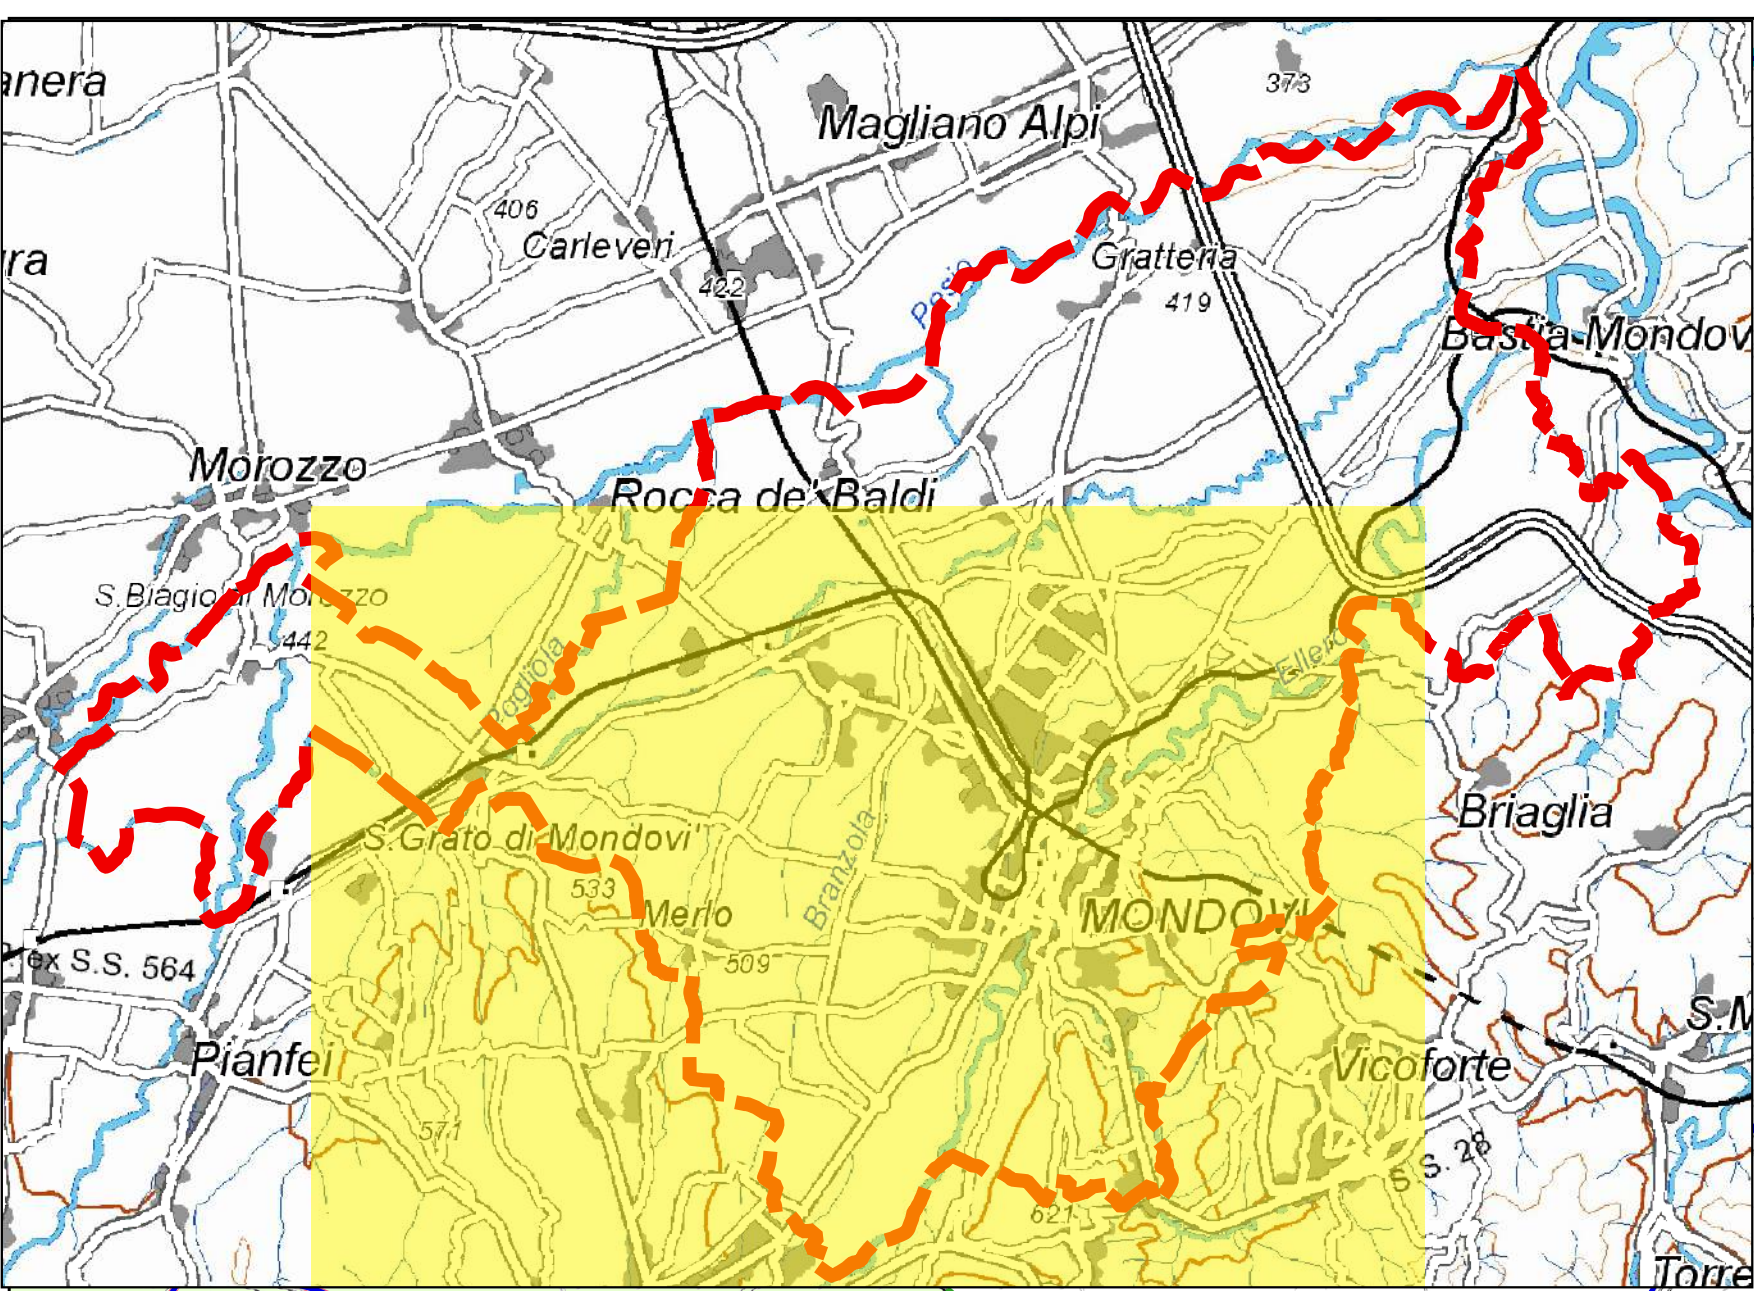 anera
373
Magliano Alpi
406
Carleveri
ra
Gratteria
422
Pesio
419
Bastia Mondov
Morozzo
Rocca de' Baldi
S.Biagio di Morozzo
442
Pogliola
Ellero
Briaglia
S.Grato di Mondovi'
533
Branzola
Merlo
MONDOVI
509
ex S.S. 564
S.M
Pianfei
Vicoforte
571
S.S. 28
621
Torre